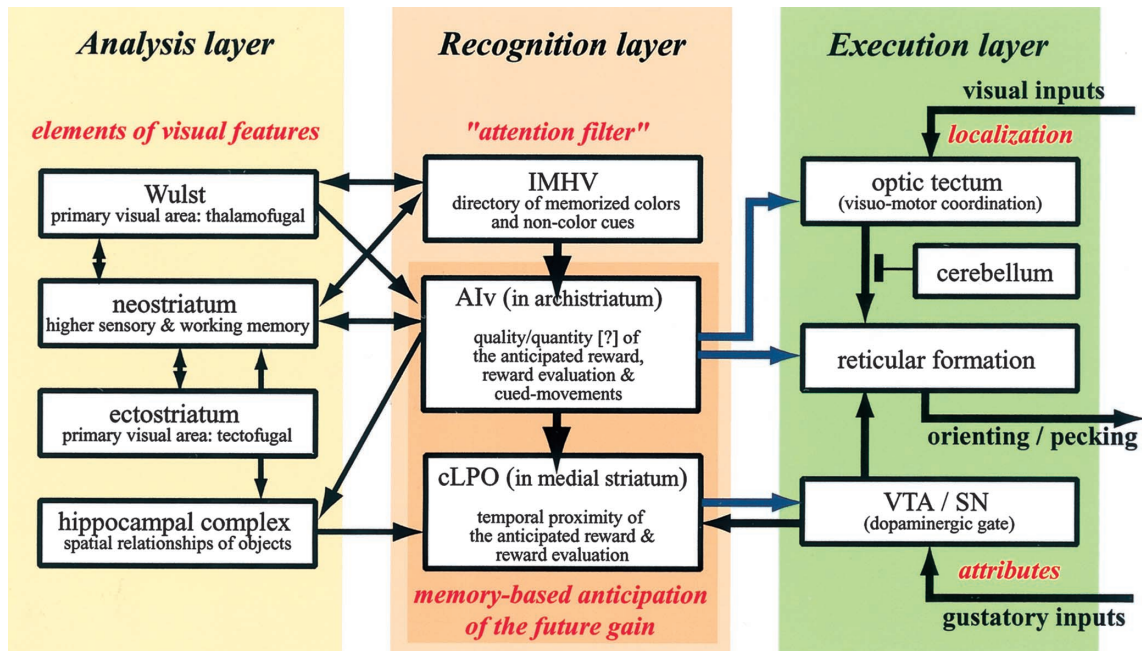 Analysis layer
elements of visual features
Wulst
primary visual area: thalamofugal
neostriatum
higher sensory & working memory
ectostriatum
primary visual area: tectofugal
hippocampal complex
spatial relationships of objects
Recognition layer
"attention filter"
IMHV
directory of memorized colors
and non-color cues
AIv (in archistriatum)
quality/quantity [?] of
the anticipated reward,
reward evaluation &
cued-movements
cLPO (in medial striatum)
temporal proximity of
the anticipated reward &
reward evaluation
memory-based anticipation
of the future gain
Execution layer
visual inputs
localization
optic tectum
(visuo-motor coordination)
cerebellum
reticular formation
orienting / pecking
VTA / SN
(dopaminergic gate)
attributes
gustatory inputs